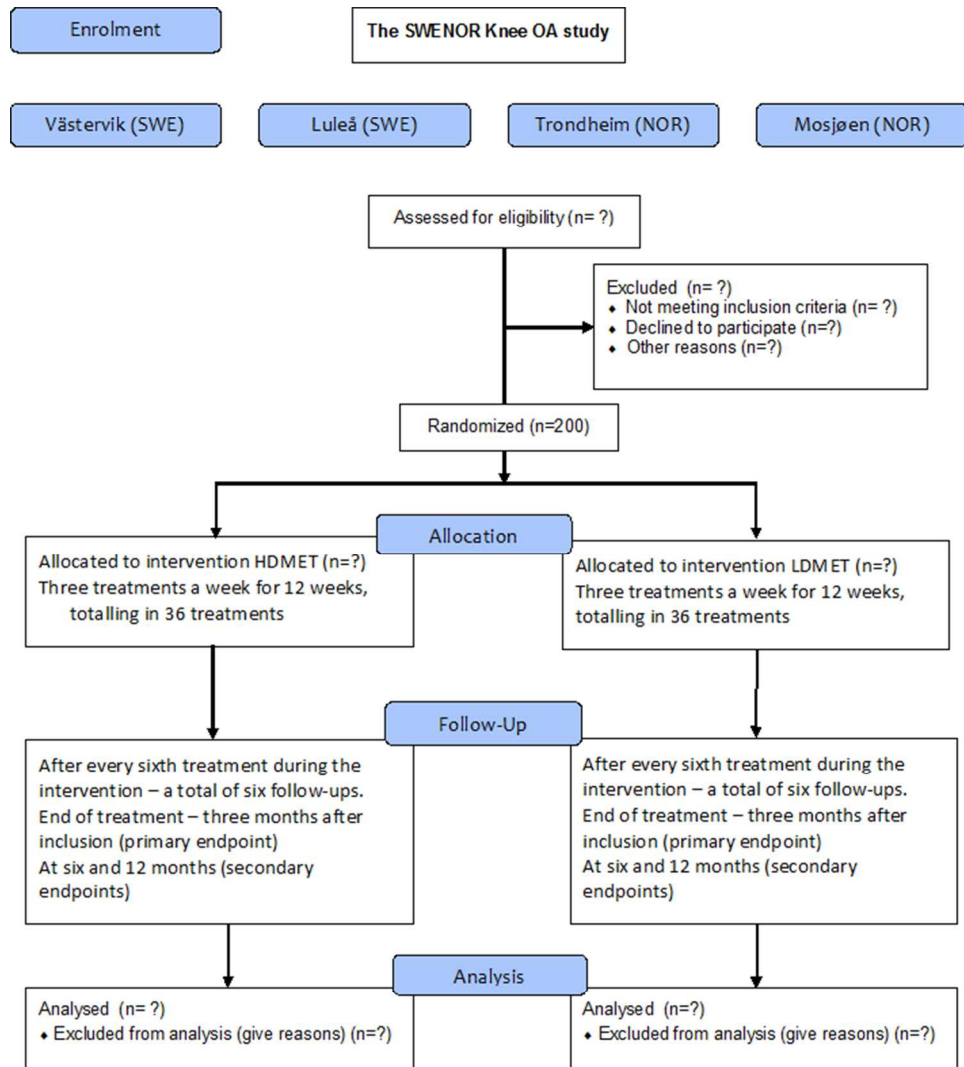 Enrolment
The SWENOR Knee OA study
Västervik (SWE)
Luleå (SWE)
Trondheim (NOR)
Mosjøen (NOR)
Assessed for eligibility (n= ?)
Excluded (n= ?)
♦ Not meeting inclusion criteria (n= ?)
♦ Declined to participate (n=?)
♦ Other reasons (n=?)
Randomized (n=200)
Allocation
Allocated to intervention HDMET (n=?)
Three treatments a week for 12 weeks,
totalling in 36 treatments
Allocated to intervention LDMET (n=?)
Three treatments a week for 12 weeks,
totalling in 36 treatments
Follow-Up
After every sixth treatment during the
intervention – a total of six follow-ups.
End of treatment – three months after
inclusion (primary endpoint)
At six and 12 months (secondary
endpoints)
After every sixth treatment during the
intervention – a total of six follow-ups.
End of treatment – three months after
inclusion (primary endpoint)
At six and 12 months (secondary
endpoints)
Analysis
Analysed (n= ?)
♦ Excluded from analysis (give reasons) (n=?)
Analysed (n=?)
♦ Excluded from analysis (give reasons) (n=?)